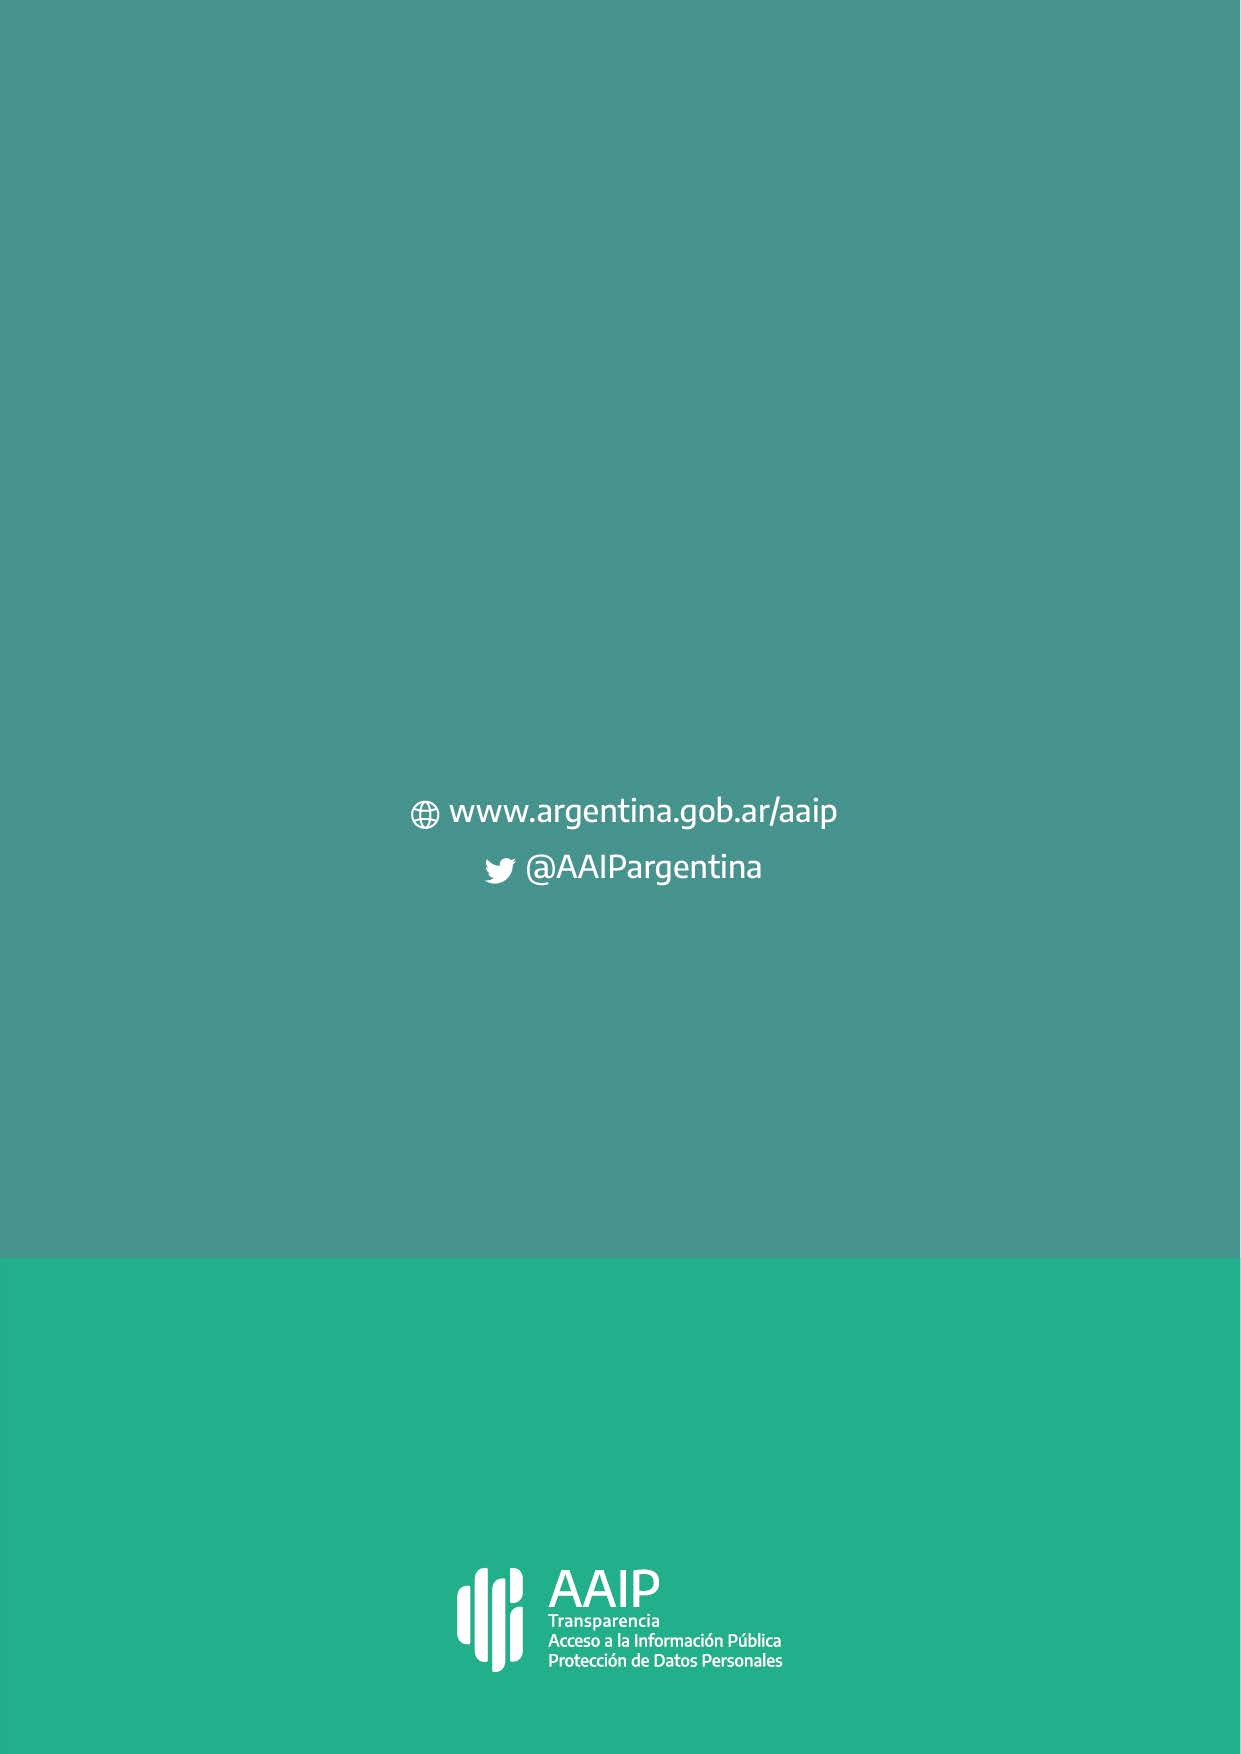 www.argentina.gob.ar/aaip
@AAIPargentina
AAIP
Transparencia
Acceso a la Información Pública
Protección de Datos Personales